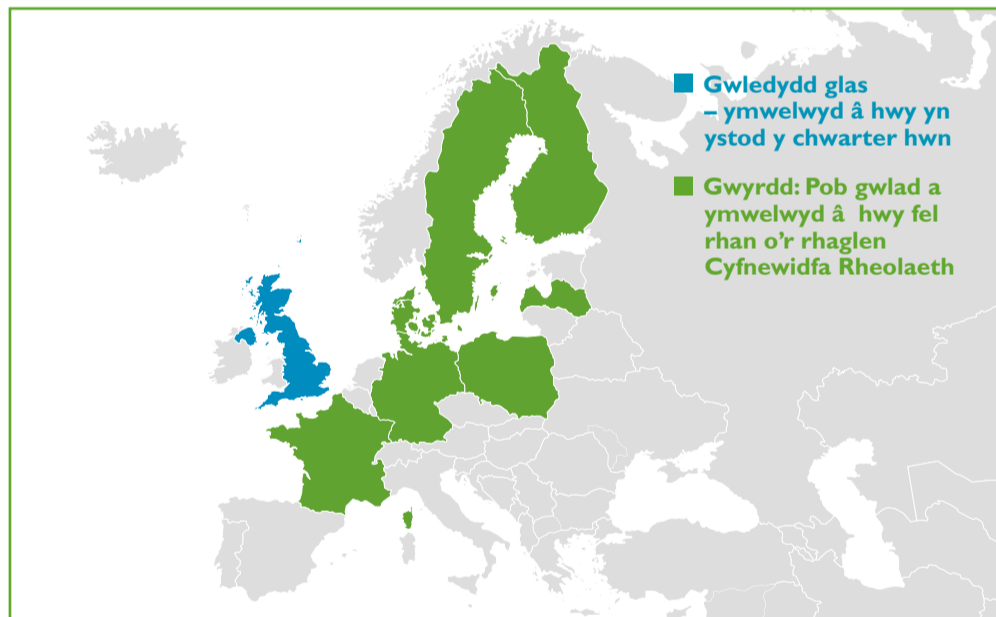 Gwledydd glas
– ymwelwyd â hwy yn
ystod y chwarter hwn
Gwyrdd: Pob gwlad a
ymwelwyd â hwy fel
rhan o'r rhaglen
Cyfnewidfa Rheolaeth